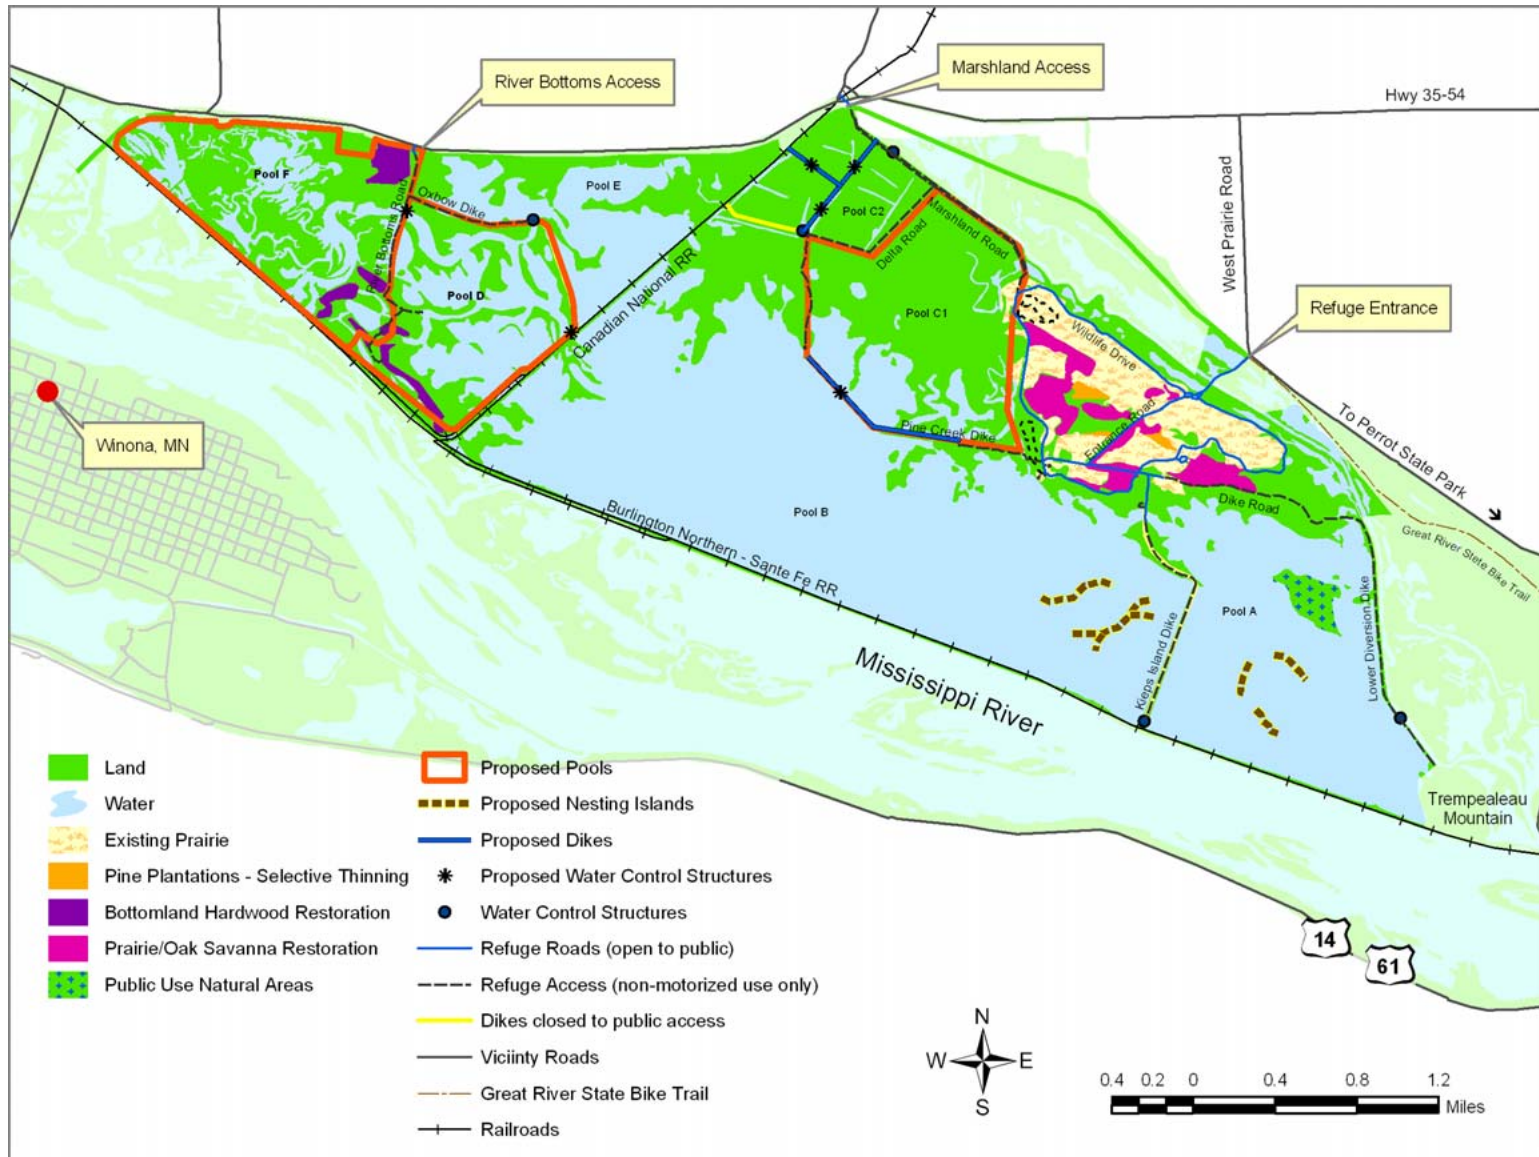 River Bottoms Access
Marshland Access
Hwy 35-54
West Prairie Road
Pool F
Pool E
Oxbow Dike
River Bottoms Road
Pool C2
Marshland Road
Delta Road
Canadian National RR
Pool D
Pool C1
Refuge Entrance
Wildlife Drive
Winona, MN
Entrance Road
Pine Creek Dike
To Perrot State Park
Dike Road
Pool B
Burlington Northern - Sante Fe RR
Great River Stete Bike Trail
Pool A
Kieps Island Dike
Lower Diversion Dike
Mississippi River
Trempealeau
Mountain
Land
Water
Existing Prairie
Pine Plantations - Selective Thinning
Bottomland Hardwood Restoration
Prairie/Oak Savanna Restoration
Public Use Natural Areas
Proposed Pools
Proposed Nesting Islands
Proposed Dikes
Proposed Water Control Structures
Water Control Structures
Refuge Roads (open to public)
Refuge Access (non-motorized use only)
Dikes closed to public access
Viciinty Roads
Great River State Bike Trail
Railroads
14
61
N
W E
S
0.4 0.2 0 0.4 0.8 1.2
Miles